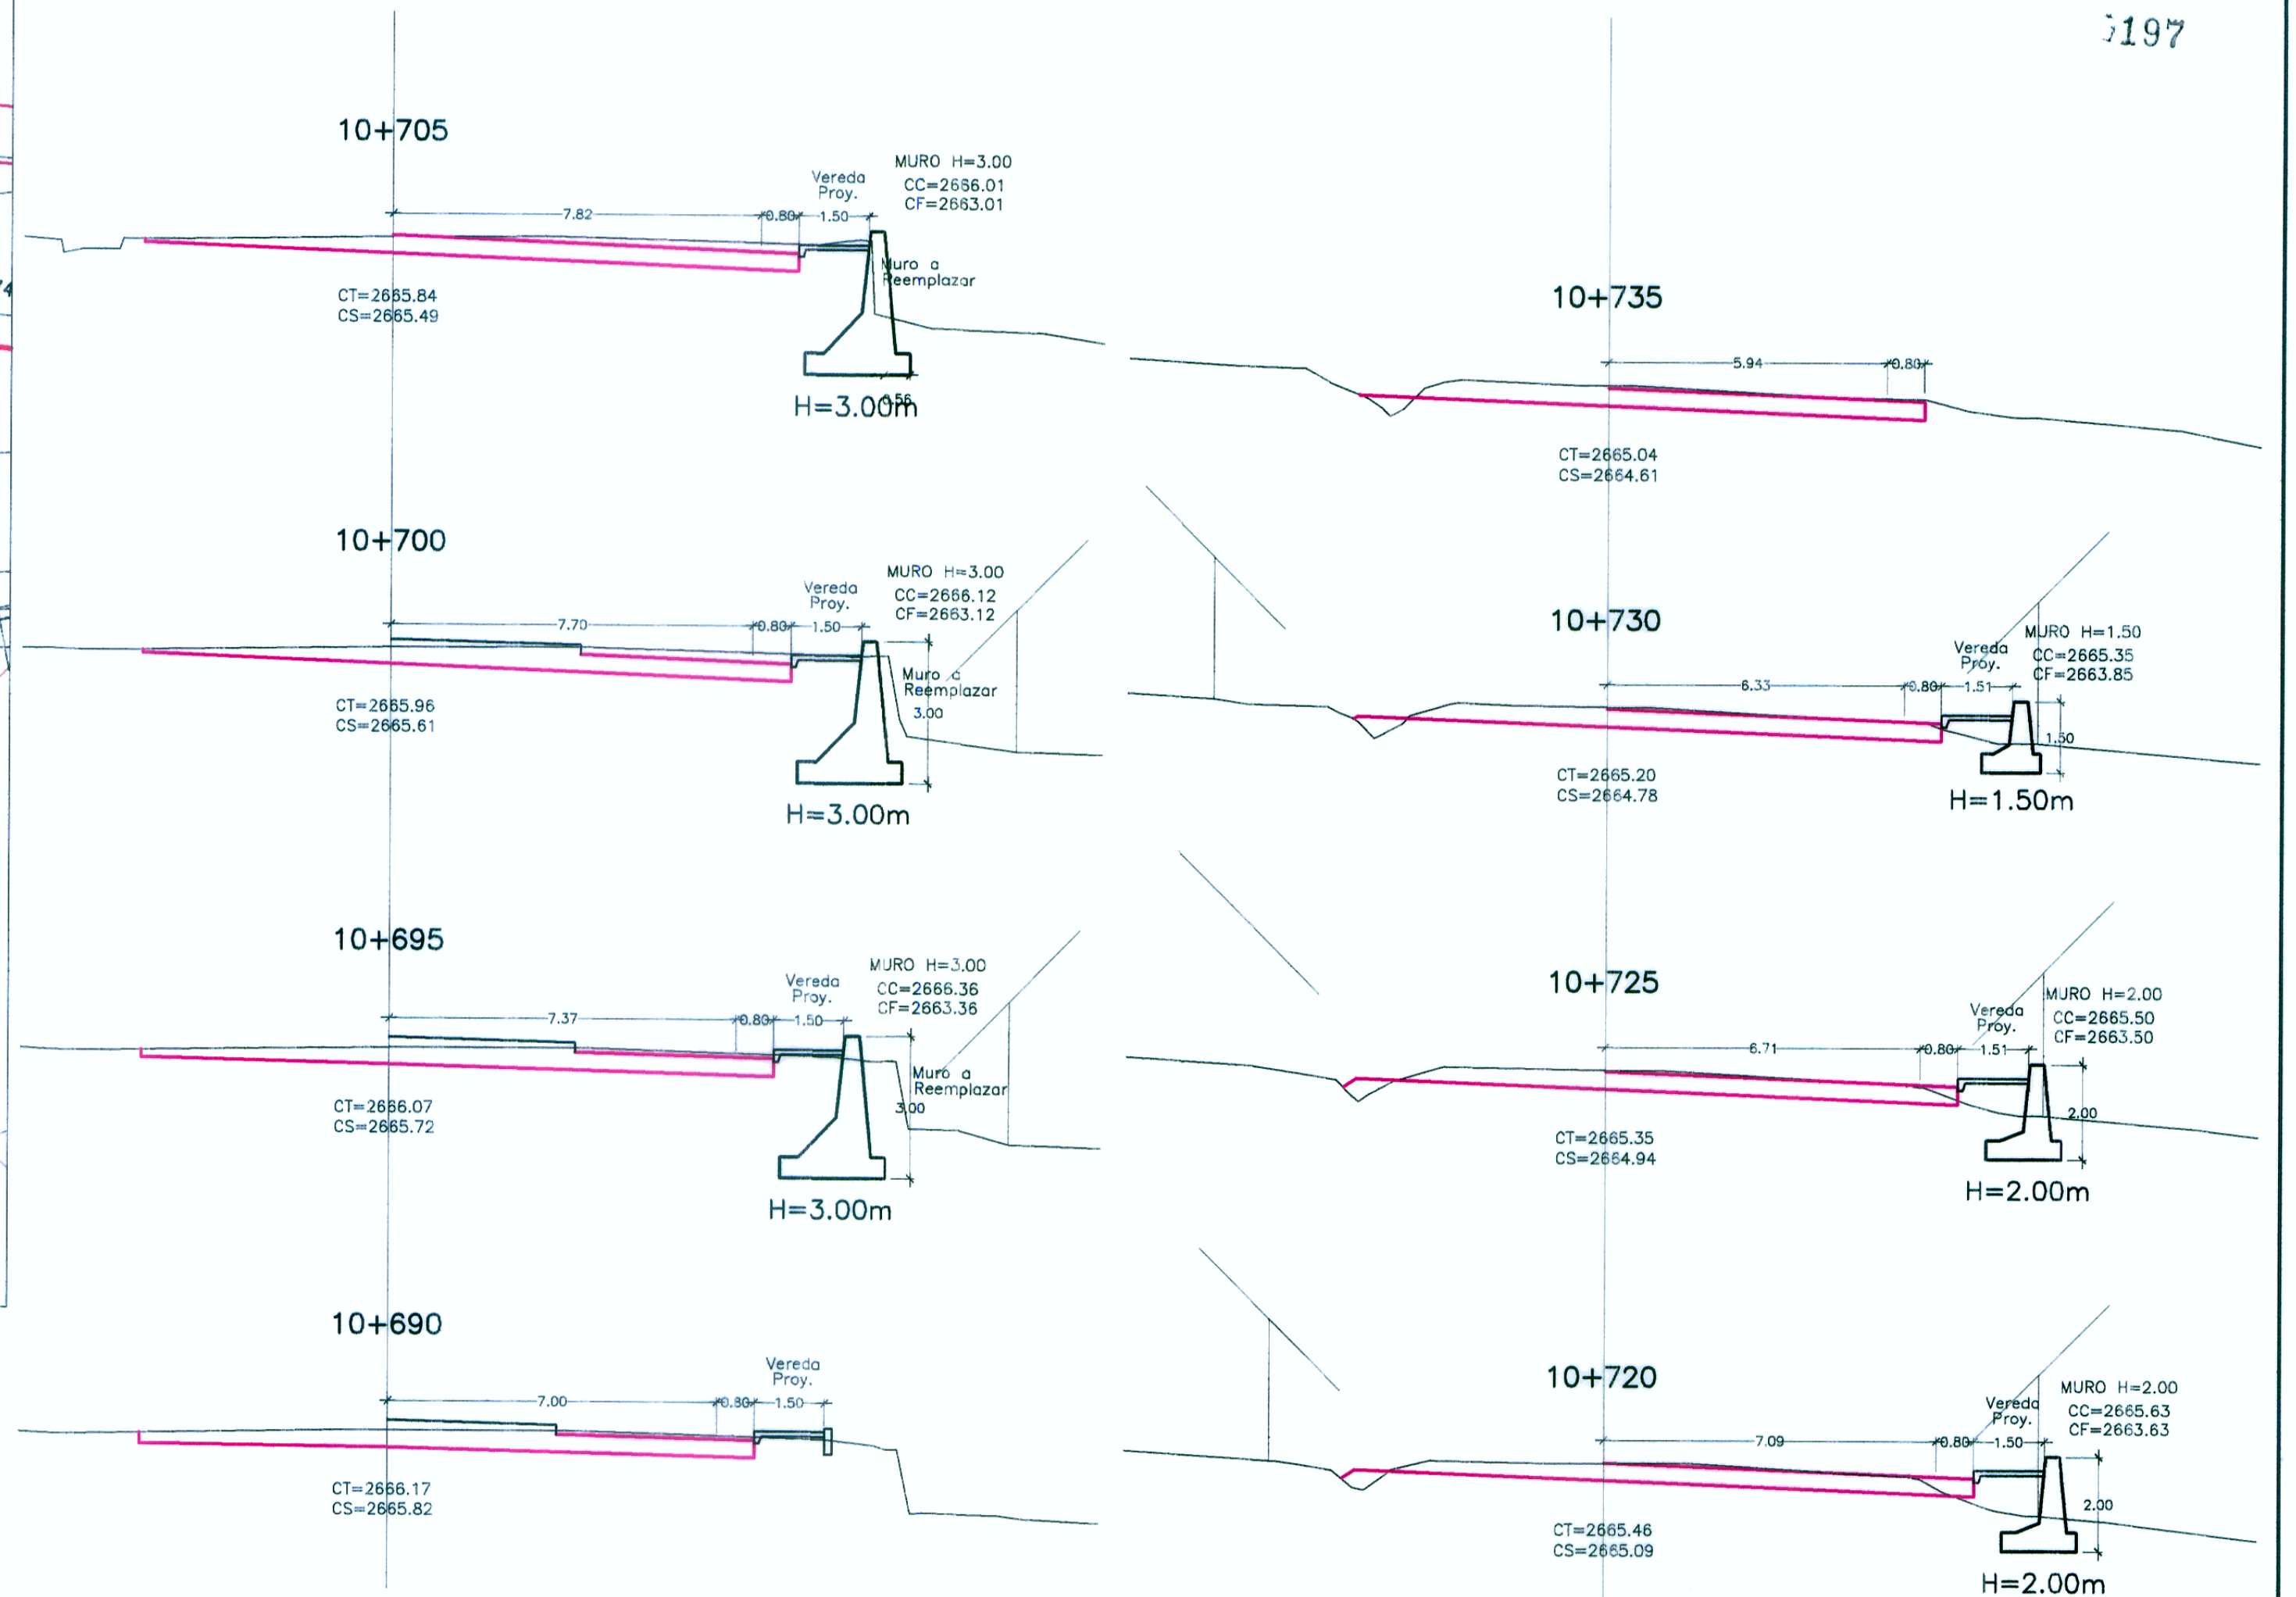 197
10+705
MURO H=3.00
CC=2666.01
CF=2663.01
Vereda
Proy.
7.82
0.80
1.50
Muro a
Reemplazar
CT=2665.84
CS=2665.49
0.56
H=3.00m
10+700
MURO H=3.00
CC=2666.12
CF=2663.12
Vereda
Proy.
7.70
0.80
1.50
Muro a
Reemplazar
3.00
CT=2665.96
CS=2665.61
H=3.00m
10+695
MURO H=3.00
CC=2666.36
CF=2663.36
Vereda
Proy.
7.37
0.80
1.50
Muro a
Reemplazar
3.00
CT=2666.07
CS=2665.72
H=3.00m
10+690
Vereda
Proy.
7.00
0.80
1.50
CT=2666.17
CS=2665.82
10+735
5.94
0.80
CT=2665.04
CS=2664.61
10+730
MURO H=1.50
CC=2665.35
CF=2663.85
Vereda
Proy.
6.33
0.80
1.51
1.50
CT=2665.20
CS=2664.78
H=1.50m
10+725
MURO H=2.00
CC=2665.50
CF=2663.50
Vereda
Proy.
6.71
0.80
1.51
2.00
CT=2665.35
CS=2664.94
H=2.00m
10+720
MURO H=2.00
CC=2665.63
CF=2663.63
Vereda
Proy.
7.09
0.80
1.50
2.00
CT=2665.46
CS=2665.09
H=2.00m